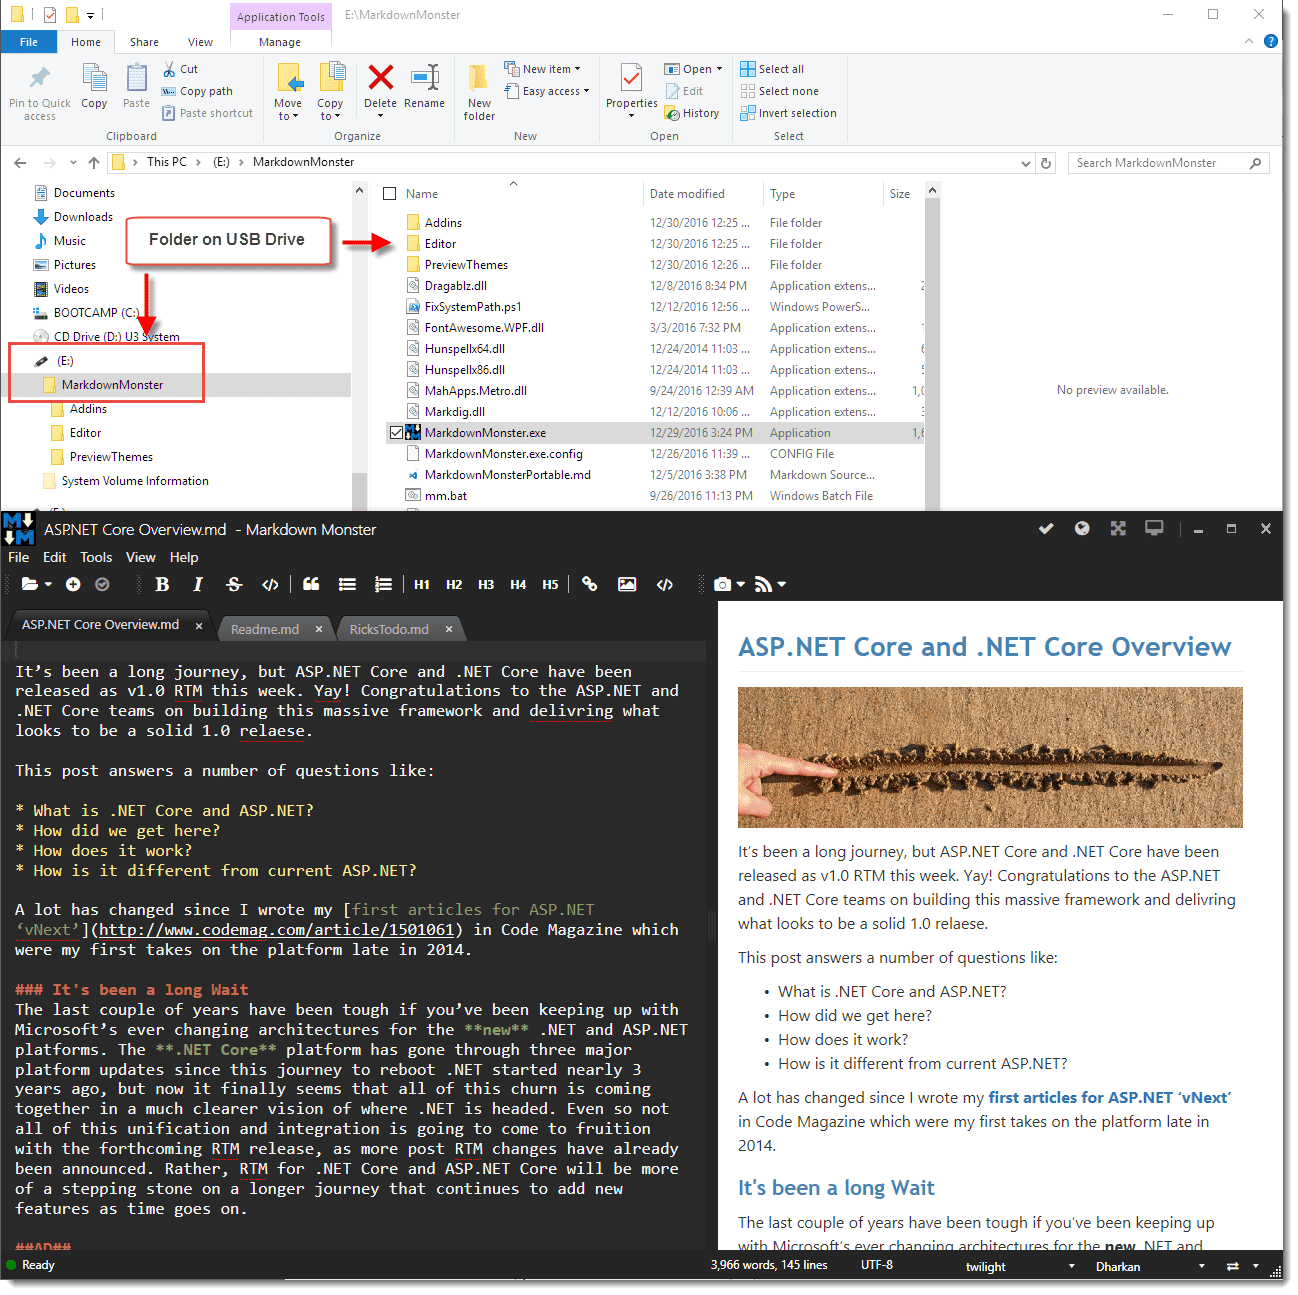 Application Tools
E:\MarkdownMonster
File
Home
Share
View
Manage
Pin to Quick access
Copy
Paste
Cut
Copy path
Paste shortcut
Move to
Copy to
Delete
Rename
New folder
New item
Easy access
Properties
Open
Edit
History
Select all
Select none
Invert selection
Clipboard
Organize
New
Open
Select
This PC > (E:) > MarkdownMonster
Search MarkdownMonster
Documents
Downloads
Music
Pictures
Videos
BOOTCAMP (C:)
CD Drive (D:) U3 System
(E:)
MarkdownMonster
Addins
Editor
PreviewThemes
System Volume Information
Folder on USB Drive
Name Date modified Type Size
Addins 12/30/2016 12:25 ... File folder
Editor 12/30/2016 12:25 ... File folder
PreviewThemes 12/30/2016 12:26 ... File folder
Dragablz.dll 12/8/2016 8:34 PM Application extens...
FixSystemPath.ps1 12/12/2016 12:56 ... Windows PowerS...
FontAwesome.WPF.dll 3/3/2016 7:32 PM Application extens...
Hunspellx64.dll 12/24/2014 11:03 ... Application extens...
Hunspellx86.dll 12/24/2014 11:03 ... Application extens...
MahApps.Metro.dll 9/24/2016 12:39 AM Application extens...
Markdig.dll 12/12/2016 10:06 ... Application extens...
MarkdownMonster.exe 12/29/2016 3:24 PM Application
MarkdownMonster.exe.config 12/26/2016 11:39 ... CONFIG File
MarkdownMonsterPortable.md 12/5/2016 3:38 PM Markdown Source...
mm.bat 9/26/2016 11:13 PM Windows Batch File
No preview available.
ASP.NET Core Overview.md - Markdown Monster
File Edit Tools View Help
B I S </> H1 H2 H3 H4 H5 </>
ASP.NET Core Overview.md × Readme.md × RicksTodo.md ×
It’s been a long journey, but ASP.NET Core and .NET Core have been
released as v1.0 RTM this week. Yay! Congratulations to the ASP.NET and
.NET Core teams on building this massive framework and delivring what
looks to be a solid 1.0 relaese.
This post answers a number of questions like:
* What is .NET Core and ASP.NET?
* How did we get here?
* How does it work?
* How is it different from current ASP.NET?
A lot has changed since I wrote my [first articles for ASP.NET
‘vNext’](http://www.codemag.com/article/1501061) in Code Magazine which
were my first takes on the platform late in 2014.
### It's been a long Wait
The last couple of years have been tough if you’ve been keeping up with
Microsoft’s ever changing architectures for the **new** .NET and ASP.NET
platforms. The **.NET Core** platform has gone through three major
platform updates since this journey to reboot .NET started nearly 3
years ago, but now it finally seems that all of this churn is coming
together in a much clearer vision of where .NET is headed. Even so not
all of this unification and integration is going to come to fruition
with the forthcoming RTM release, as more post RTM changes have already
been announced. Rather, RTM for .NET Core and ASP.NET Core will be more
of a stepping stone on a longer journey that continues to add new
features as time goes on.
##AD##
ASP.NET Core and .NET Core Overview
It’s been a long journey, but ASP.NET Core and .NET Core have been
released as v1.0 RTM this week. Yay! Congratulations to the ASP.NET
and .NET Core teams on building this massive framework and delivring
what looks to be a solid 1.0 relaese.
This post answers a number of questions like:
• What is .NET Core and ASP.NET?
• How did we get here?
• How does it work?
• How is it different from current ASP.NET?
A lot has changed since I wrote my first articles for ASP.NET ‘vNext’
in Code Magazine which were my first takes on the platform late in
2014.
It's been a long Wait
The last couple of years have been tough if you’ve been keeping up
with Microsoft’s ever changing architectures for the new .NET and
Ready
3,966 words, 145 lines
UTF-8
twilight
Dharkan